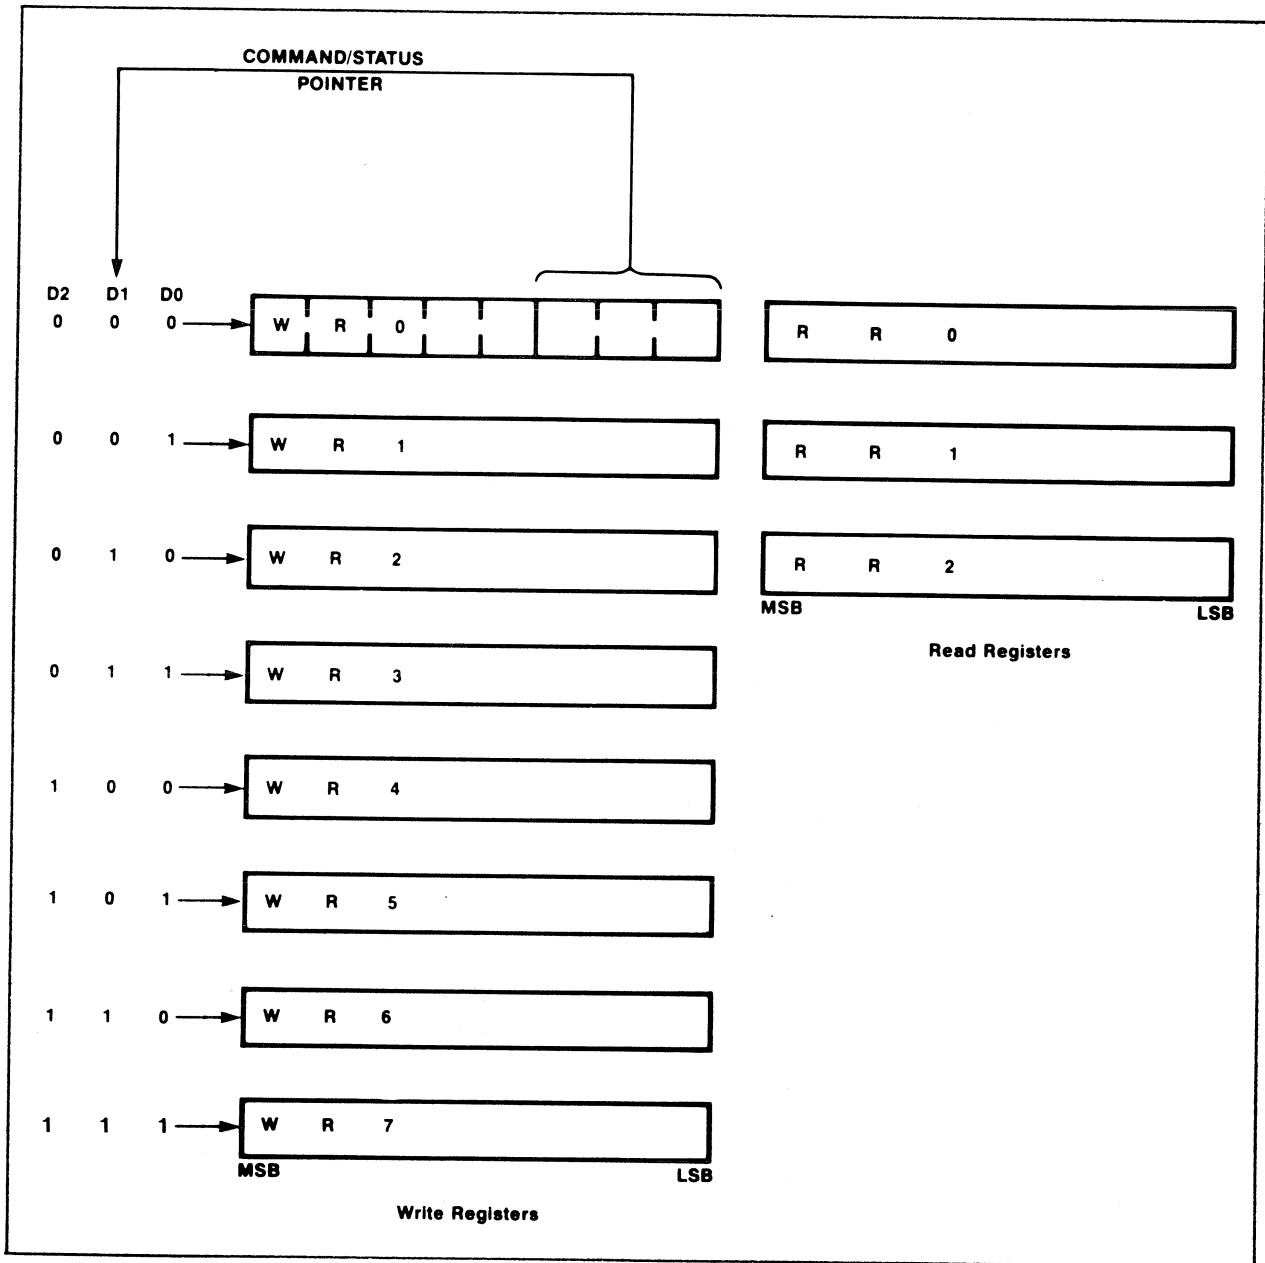 COMMAND/STATUS
POINTER
D2 D1 D0
0 0 0 W R 0 R R 0
0 0 1 W R 1 R R 1
0 1 0 W R 2 R R 2
MSB LSB
Read Registers
0 1 1 W R 3
1 0 0 W R 4
1 0 1 W R 5
1 1 0 W R 6
1 1 1 W R 7
MSB LSB
Write Registers